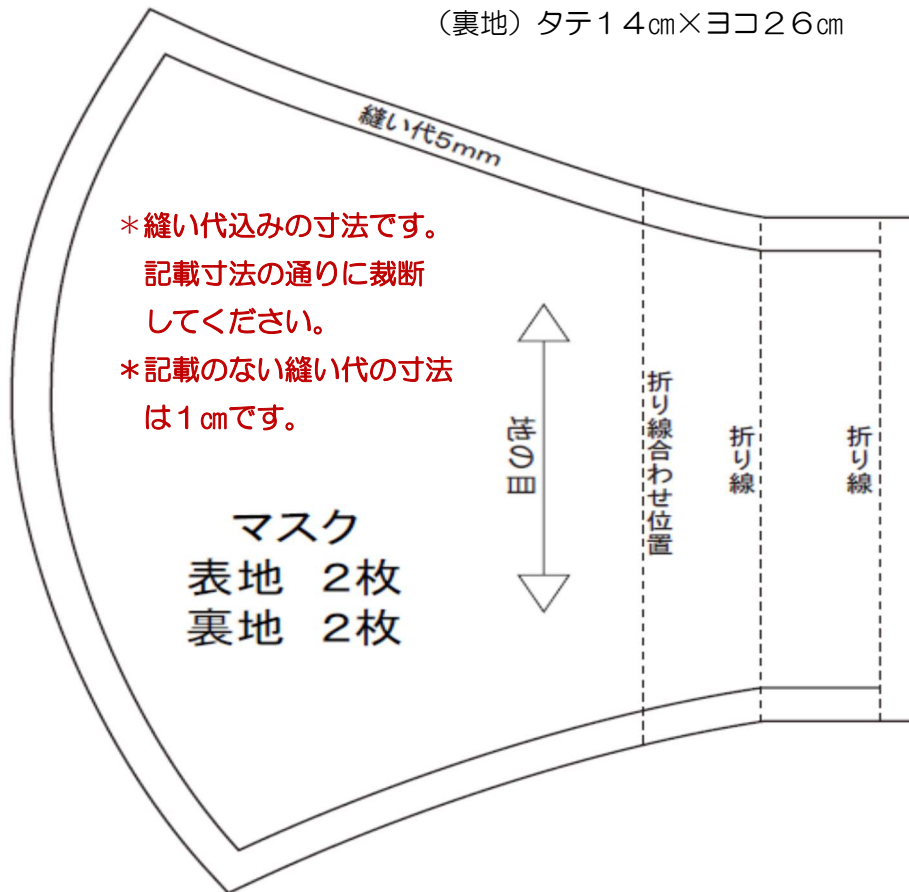 （裏地）タテ１４㎝×ヨコ２６㎝
縫い代5mm
＊縫い代込みの寸法です。
記載寸法の通りに裁断
してください。
＊記載のない縫い代の寸法
は１㎝です。
地の目
折り線合わせ位置
折り線
折り線
マスク
表地　2枚
裏地　2枚